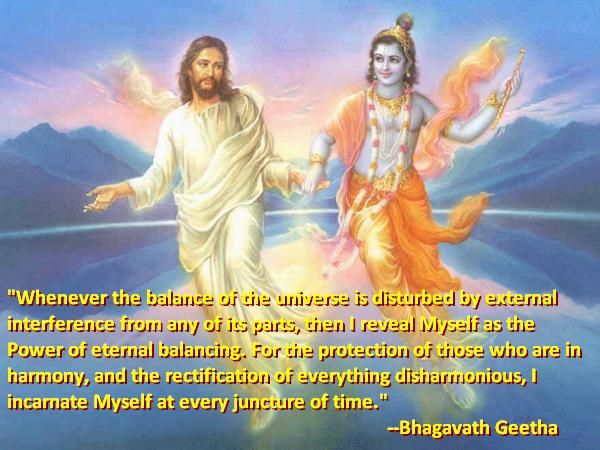 "Whenever the balance of the universe is disturbed by external
interference from any of its parts, then I reveal Myself as the
Power of eternal balancing. For the protection of those who are in
harmony, and the rectification of everything disharmonious, I
incarnate Myself at every juncture of time."
--Bhagavath Geetha